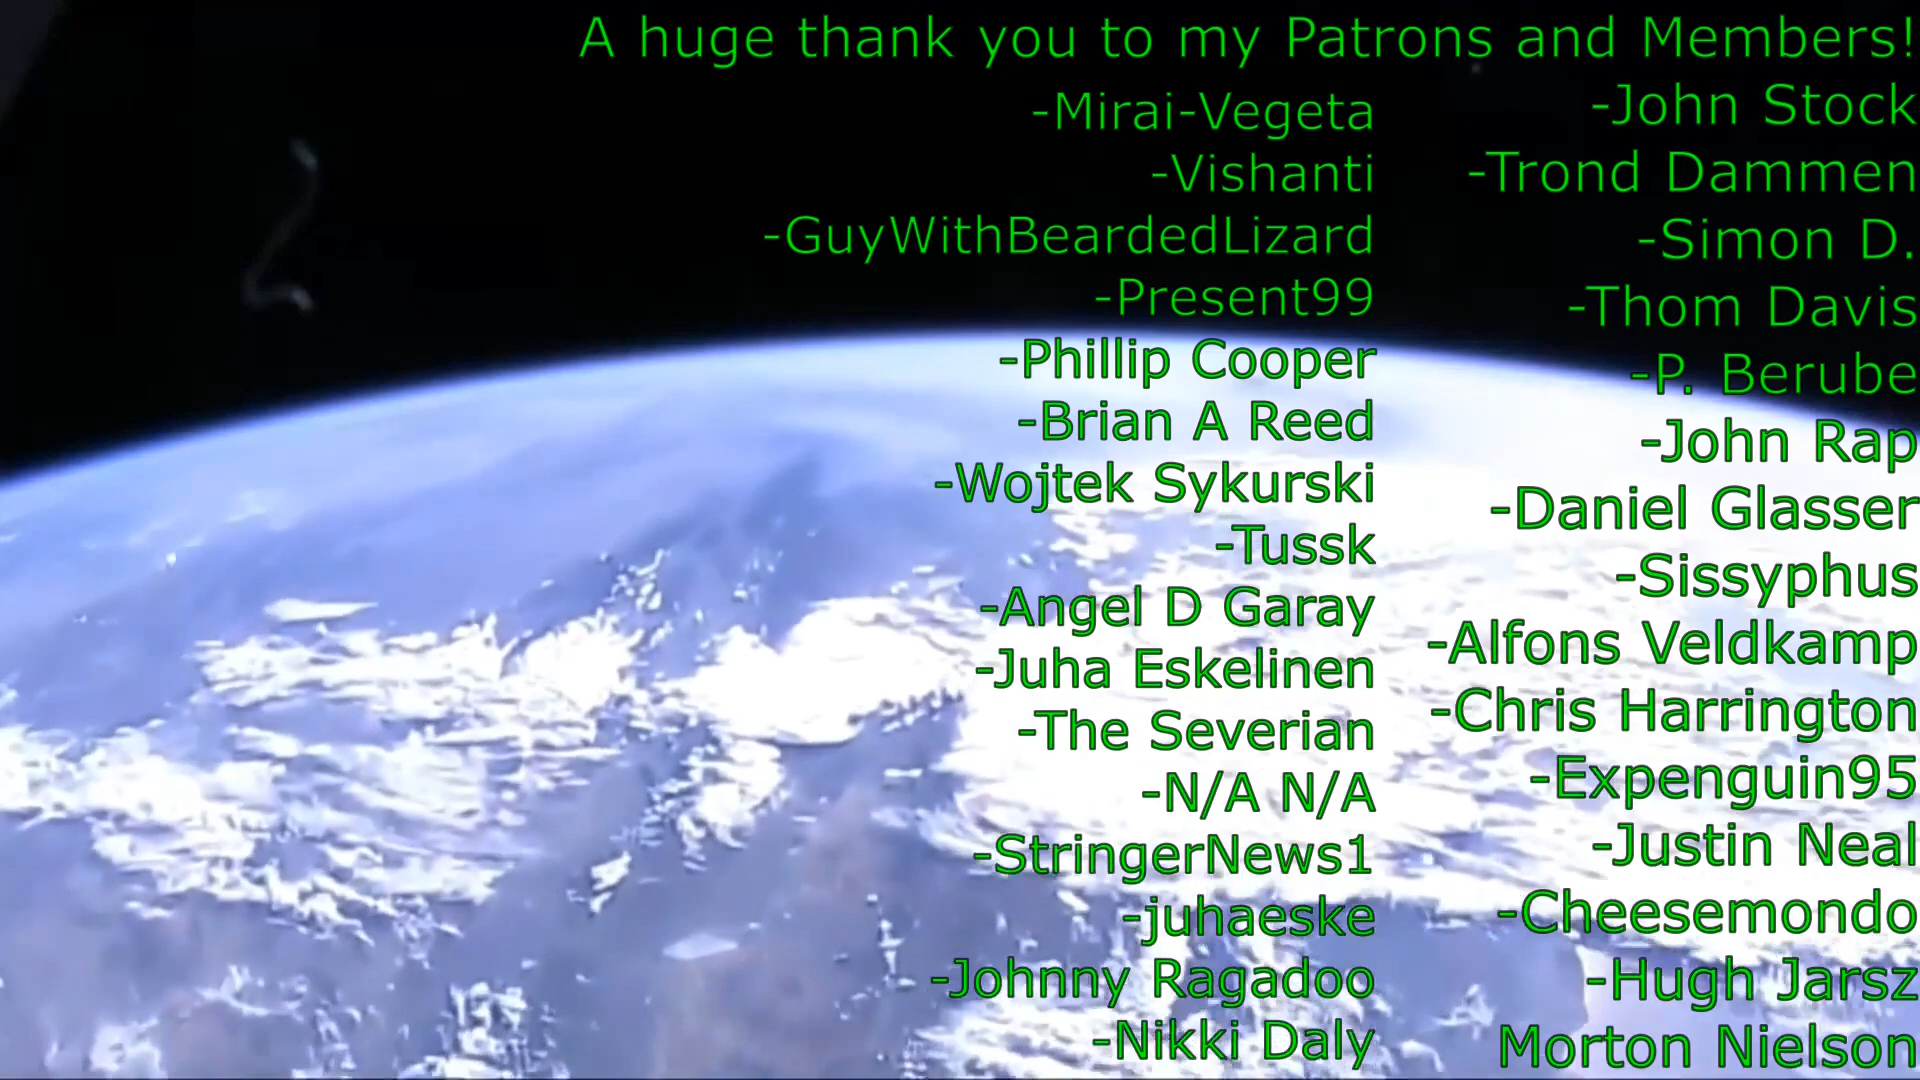 A huge thank you to my Patrons and Members!
-Mirai-Vegeta
-Vishanti
-GuyWithBeardedLizard
-Present99
-Phillip Cooper
-Brian A Reed
-Wojtek Sykurski
-Tussk
-Angel D Garay
-Juha Eskelinen
-The Severian
-N/A N/A
-StringerNews1
-juhaeske
-Johnny Ragadoo
-Nikki Daly
-John Stock
-Trond Dammen
-Simon D.
-Thom Davis
-P. Berube
-John Rap
-Daniel Glasser
-Sissyphus
-Alfons Veldkamp
-Chris Harrington
-Expenguin95
-Justin Neal
-Cheesemondo
-Hugh Jarsz
Morton Nielson